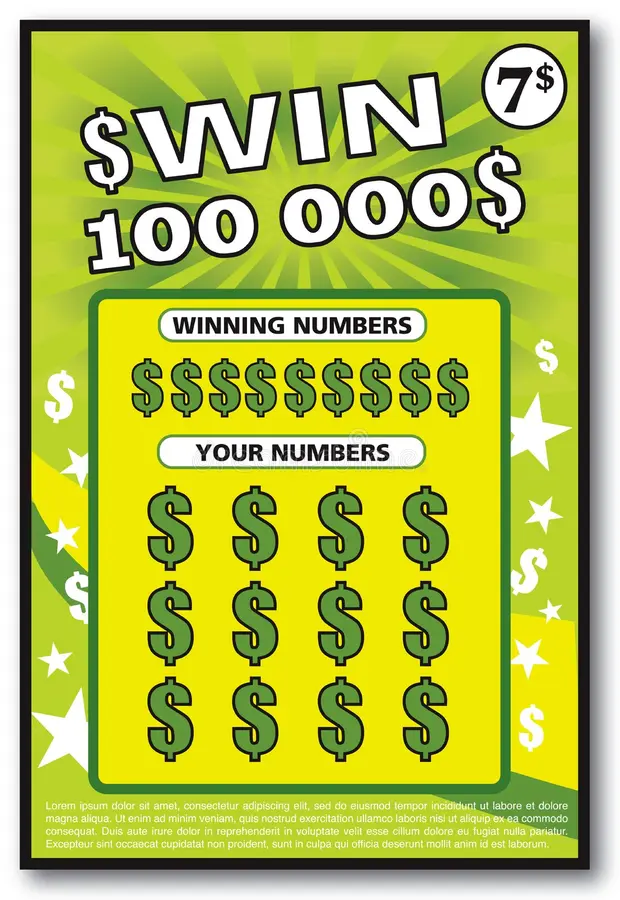 7$
$WIN
100 000$
WINNING NUMBERS
$$$$$$$$$
YOUR NUMBERS
$ $ $ $
$ $ $ $
$ $ $ $
Lorem ipsum dolor sit amet, consectetur adipiscing elit, sed do eiusmod tempor incididunt ut labore et dolore
magna aliqua. Ut enim ad minim veniam, quis nostrud exercitation ullamco laboris nisi ut aliquip ex ea commodo
consequat. Duis aute irure dolor in reprehenderit in voluptate velit esse cillum dolore eu fugiat nulla pariatur.
Excepteur sint occaecat cupidatat non proident, sunt in culpa qui officia deserunt mollit anim id est laborum.